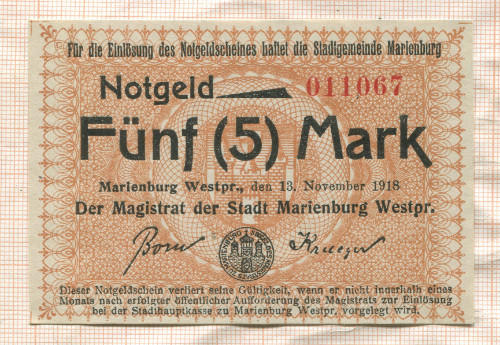 Für die Einlösung des Notgeldscheines haftet die Stadtgemeinde Marienburg
Notgeld 011067
Fünf (5) Mark
Marienburg Westpr., den 13. November 1918
Der Magistrat der Stadt Marienburg Westpr.
Born Krueger
Dieser Notgeldschein verliert seine Gültigkeit, wenn er nicht innerhalb eines
Monats nach erfolgter öffentlicher Aufforderung des Magistrats zur Einlösung
bei der Stadthauptkasse zu Marienburg Westpr. vorgelegt wird.